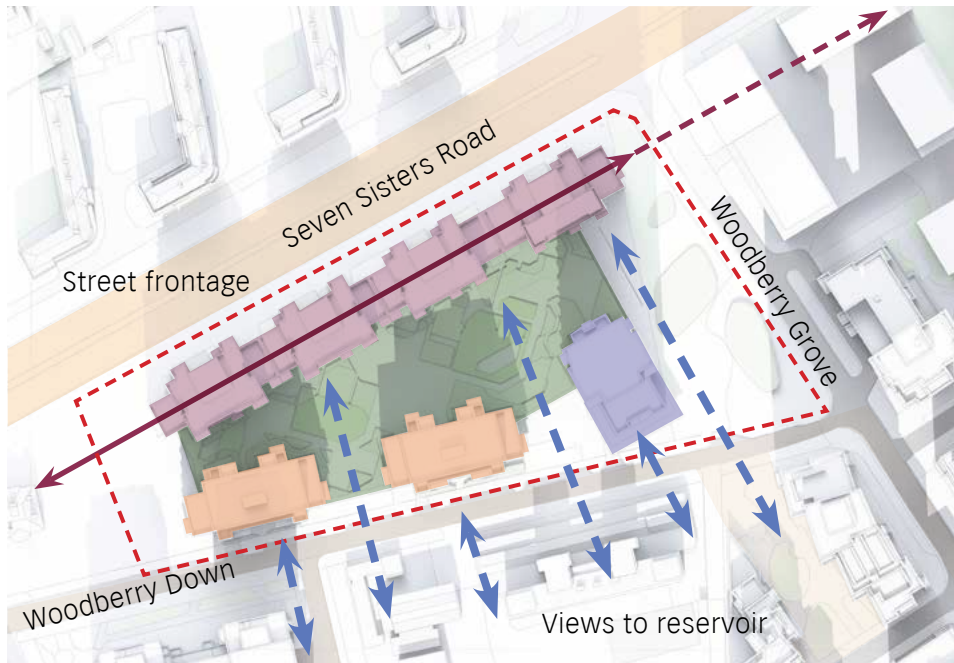 Seven Sisters Road
Street frontage
Woodberry Grove
Woodberry Down
Views to reservoir